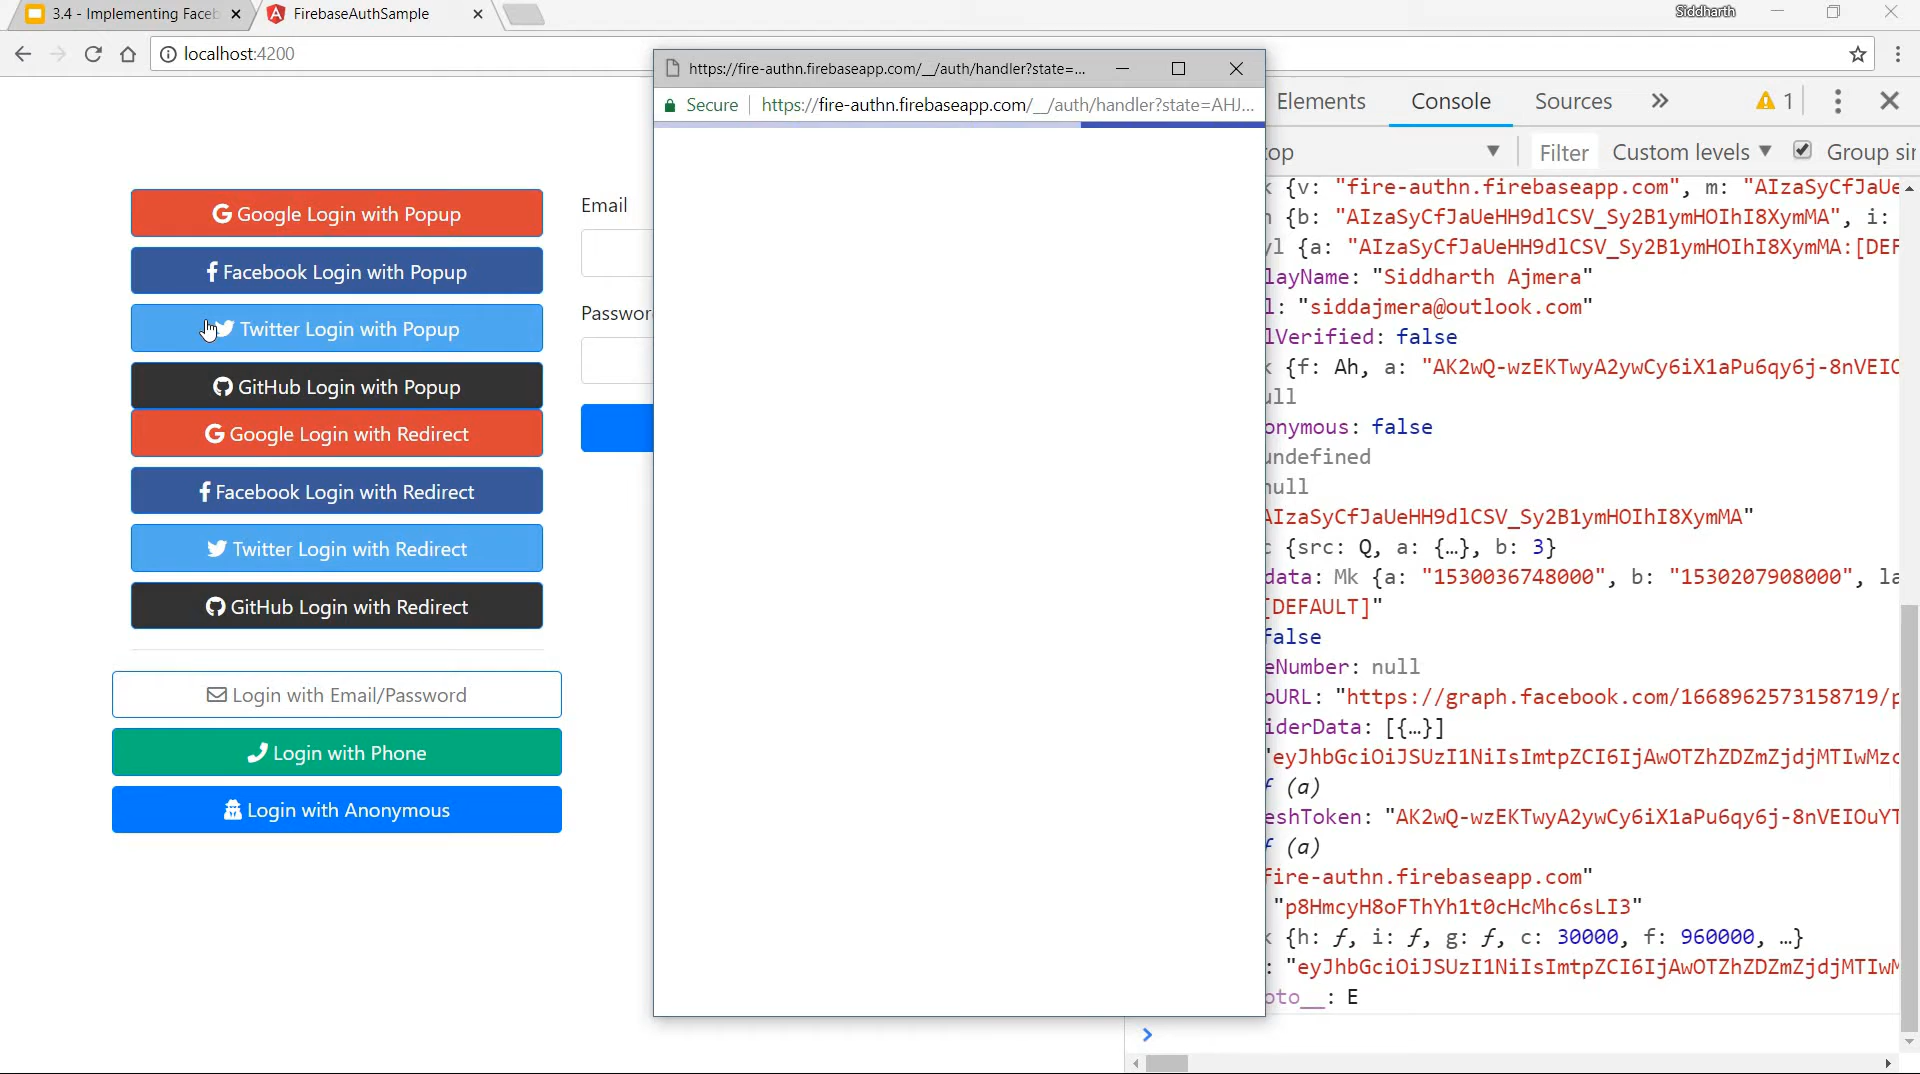 3.4 - Implementing Faceb
FirebaseAuthSample
Siddharth
localhost:4200
https://fire-authn.firebaseapp.com/__/auth/handler?state=...
Secure
https://fire-authn.firebaseapp.com/__/auth/handler?state=AHJ...
Google Login with Popup
Facebook Login with Popup
Twitter Login with Popup
GitHub Login with Popup
Google Login with Redirect
Facebook Login with Redirect
Twitter Login with Redirect
GitHub Login with Redirect
Login with Email/Password
Login with Phone
Login with Anonymous
Email
Passwor
Elements
Console
Sources
1
op
Filter
Custom levels
Group sir
k {v: "fire-authn.firebaseapp.com", m: "AIzaSyCfJaUe
n {b: "AIzaSyCfJaUeHH9dlCSV_Sy2B1ymHOIhI8XymMA", i:
yl {a: "AIzaSyCfJaUeHH9dlCSV_Sy2B1ymHOIhI8XymMA:[DEF
layName: "Siddharth Ajmera"
l: "siddajmera@outlook.com"
lVerified: false
k {f: Ah, a: "AK2wQ-wzEKTwyA2ywCy6iX1aPu6qy6j-8nVEIO
ull
onymous: false
undefined
null
AIzaSyCfJaUeHH9dlCSV_Sy2B1ymHOIhI8XymMA"
c {src: Q, a: {…}, b: 3}
data: Mk {a: "1530036748000", b: "1530207908000", la
[DEFAULT]"
false
eNumber: null
oURL: "https://graph.facebook.com/1668962573158719/p
iderData: [{…}]
"eyJhbGciOiJSUzI1NiIsImtpZCI6IjAwOTZhZDZmZjdjMTIwMzc
f (a)
eshToken: "AK2wQ-wzEKTwyA2ywCy6iX1aPu6qy6j-8nVEIOuYT
f (a)
fire-authn.firebaseapp.com"
"p8HmcyH8oFThYh1t0cHcMhc6sLI3"
k {h: f, i: f, g: f, c: 30000, f: 960000, …}
: "eyJhbGciOiJSUzI1NiIsImtpZCI6IjAwOTZhZDZmZjdjMTIwM
oto__: E